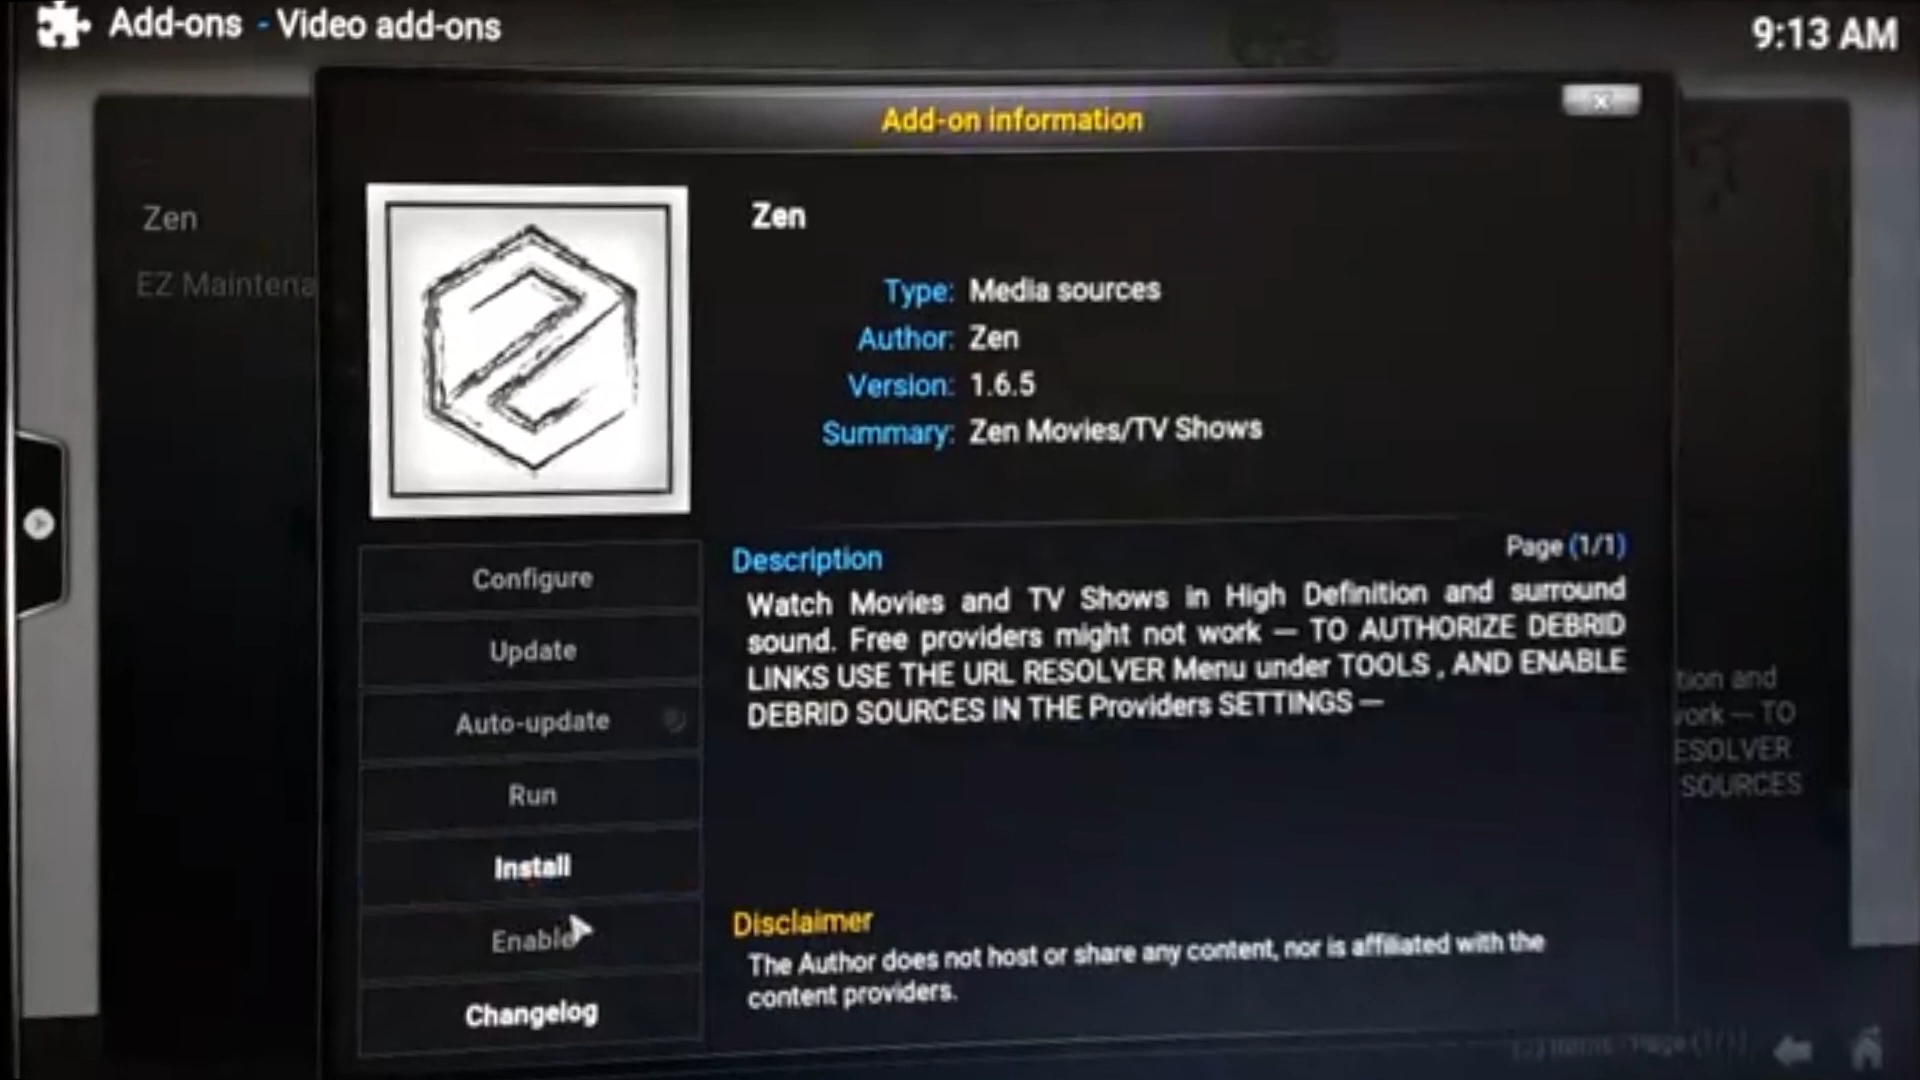 Add-ons - Video add-ons
9:13 AM
Add-on information
x
Zen
EZ Maintena
Zen
Type: Media sources
Author: Zen
Version: 1.6.5
Summary: Zen Movies/TV Shows
Configure
Update
Auto-update
Run
Install
Enable
Changelog
Description
Page (1/1)
Watch Movies and TV Shows in High Definition and surround
sound. Free providers might not work — TO AUTHORIZE DEBRID
LINKS USE THE URL RESOLVER Menu under TOOLS , AND ENABLE
DEBRID SOURCES IN THE Providers SETTINGS —
tion and
vork — TO
ESOLVER
SOURCES
Disclaimer
The Author does not host or share any content, nor is affiliated with the
content providers.